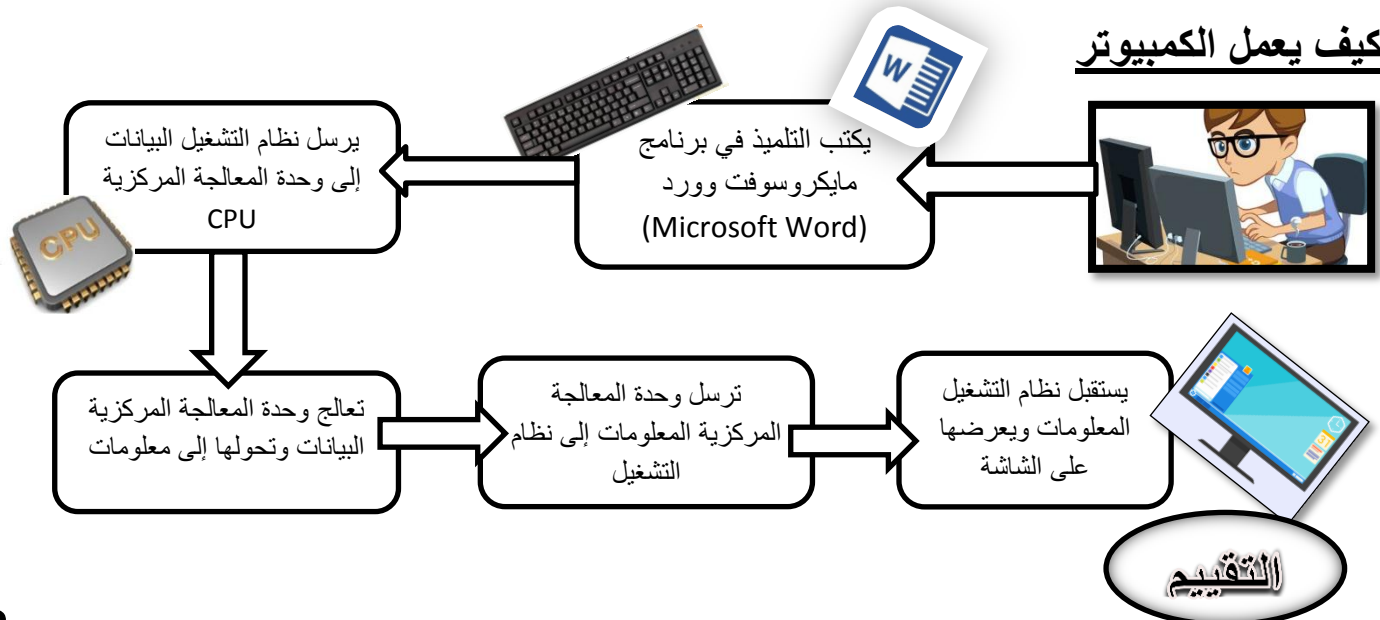 كيف يعمل الكمبيوتر
W
يكتب التلميذ في برنامج
مايكروسوفت وورد
(Microsoft Word)
يرسل نظام التشغيل البيانات
إلى وحدة المعالجة المركزية
CPU
CPU
تعالج وحدة المعالجة المركزية
البيانات وتحولها إلى معلومات
ترسل وحدة المعالجة
المركزية المعلومات إلى نظام
التشغيل
يستقبل نظام التشغيل
المعلومات ويعرضها
على الشاشة
التقييم